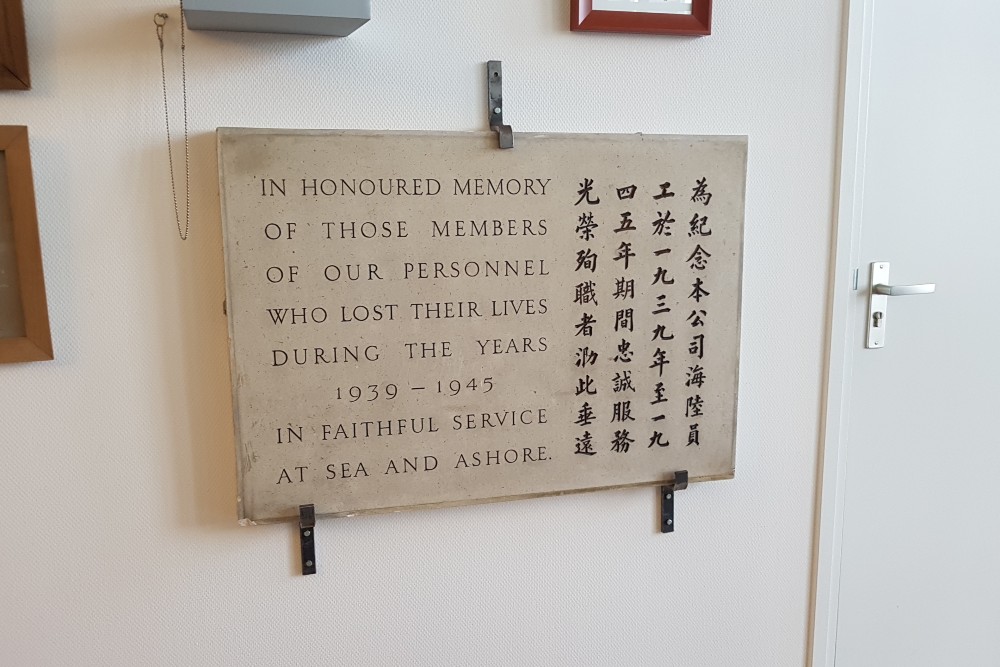 IN HONOURED MEMORY
OF THOSE MEMBERS
OF OUR PERSONNEL
WHO LOST THEIR LIVES
DURING THE YEARS
1939 – 1945
IN FAITHFUL SERVICE
AT SEA AND ASHORE.
為紀念本公司海陸員
工於一九三九年至一九
四五年期間忠誠服務
光榮殉職者泐此垂遠